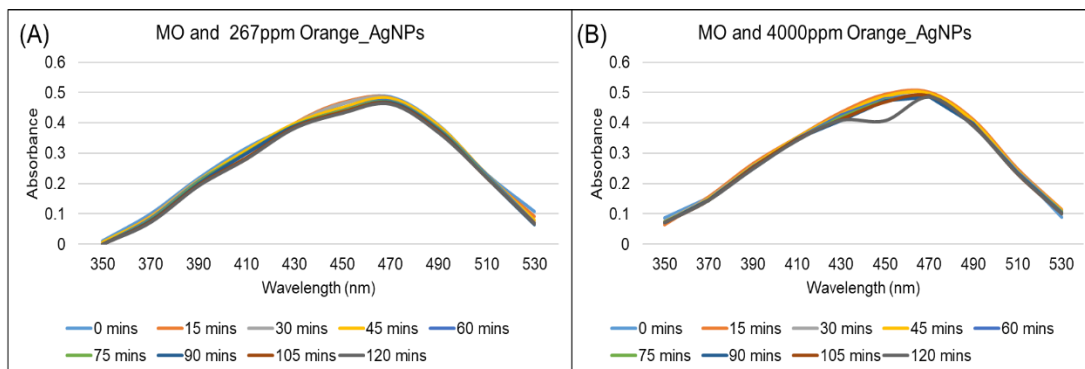 (A)
MO and 267ppm Orange_AgNPs
0.6
0.5
0.4
0.3
0.2
0.1
0
Absorbance
350 370 390 410 430 450 470 490 510 530
Wavelength (nm)
0 mins 15 mins 30 mins 45 mins 60 mins
75 mins 90 mins 105 mins 120 mins
(B)
MO and 4000ppm Orange_AgNPs
0.6
0.5
0.4
0.3
0.2
0.1
0
Absorbance
350 370 390 410 430 450 470 490 510 530
Wavelength (nm)
0 mins 15 mins 30 mins 45 mins 60 mins
75 mins 90 mins 105 mins 120 mins